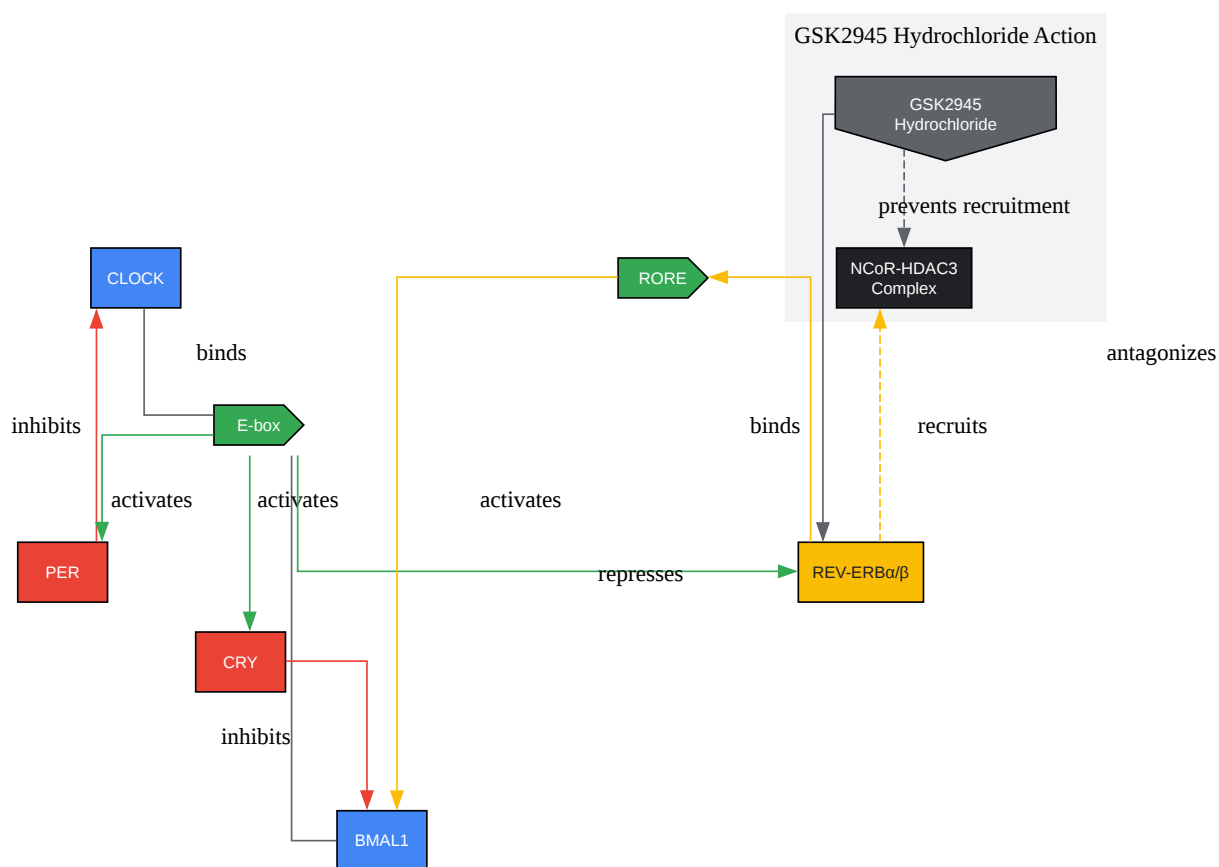 GSK2945 Hydrochloride Action
GSK2945
Hydrochloride
prevents recruitment
CLOCK
RORE
NCoR-HDAC3
Complex
binds
antagonizes
inhibits
E-box
binds
recruits
activates
activates
activates
PER
represses
REV-ERBα/β
CRY
inhibits
BMAL1